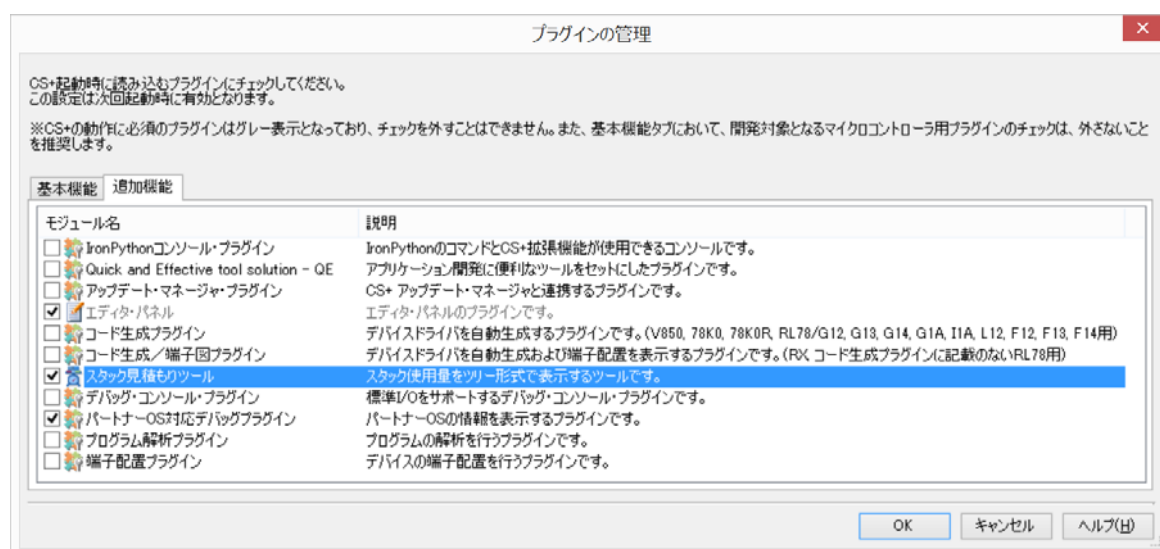 プラグインの管理
CS+起動時に読み込むプラグインにチェックしてください。
この設定は次回起動時に有効となります。
※CS+の動作に必須のプラグインはグレー表示となっており、チェックを外すことはできません。また、基本機能タブにおいて、開発対象となるマイクロコントローラ用プラグインのチェックは、外さないこと
を推奨します。
基本機能 追加機能
モジュール名 説明
IronPythonコンソール・プラグイン IronPythonのコマンドとCS+拡張機能が使用できるコンソールです。
Quick and Effective tool solution - QE アプリケーション開発に便利なツールをセットにしたプラグインです。
アップデート・マネージャ・プラグイン CS+ アップデート・マネージャと連携するプラグインです。
エディタ・パネル エディタ・パネルのプラグインです。
コード生成プラグイン デバイスドライバを自動生成するプラグインです。(V850, 78K0, 78K0R, RL78/G12, G13, G14, G1A, I1A, L12, F12, F13, F14用)
コード生成／端子図プラグイン デバイスドライバを自動生成および端子配置を表示するプラグインです。(RX, コード生成プラグインに記載のないRL78用)
スタック見積もりツール スタック使用量をツリー形式で表示するツールです。
デバッグ・コンソール・プラグイン 標準I/Oをサポートするデバッグ・コンソール・プラグインです。
パートナーOS対応デバッグプラグイン パートナーOSの情報を表示するプラグインです。
プログラム解析プラグイン プログラムの解析を行うプラグインです。
端子配置プラグイン デバイスの端子配置を行うプラグインです。
OK キャンセル ヘルプ(H)